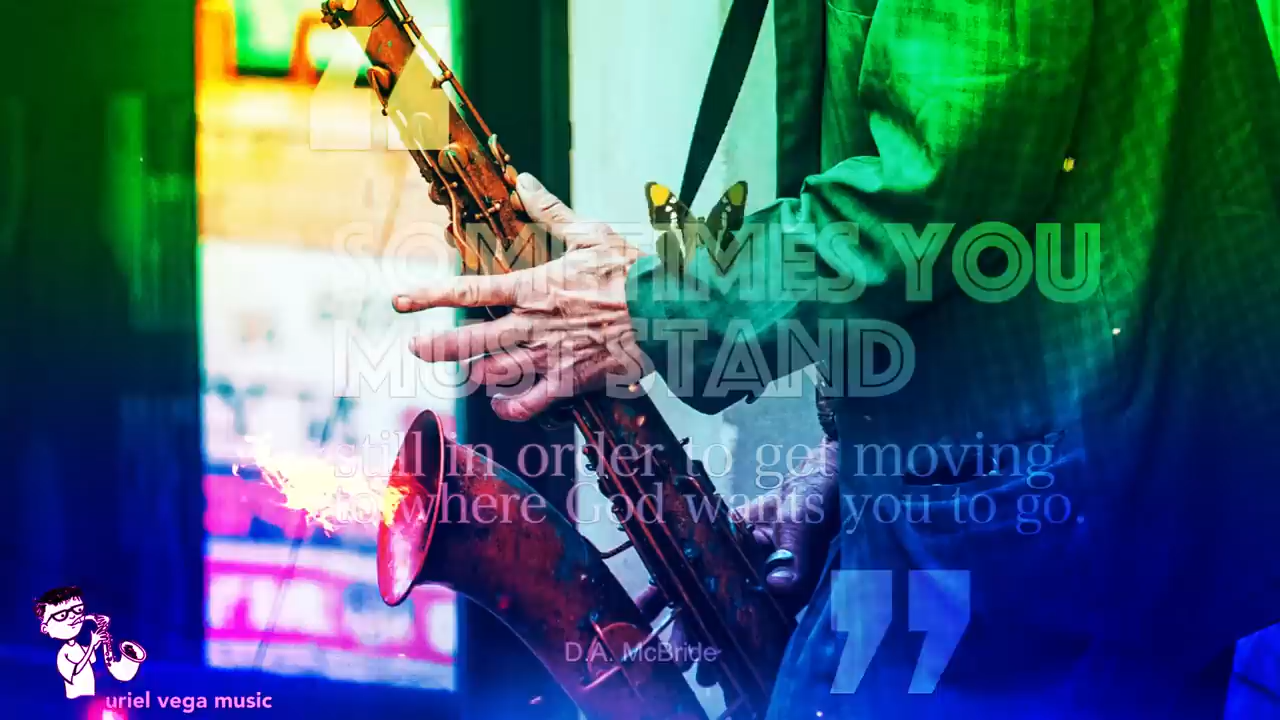 “
SOMETIMES YOU
MUST STAND
still in order to get moving
to where God wants you to go.
”
D.A. McBride
uriel vega music